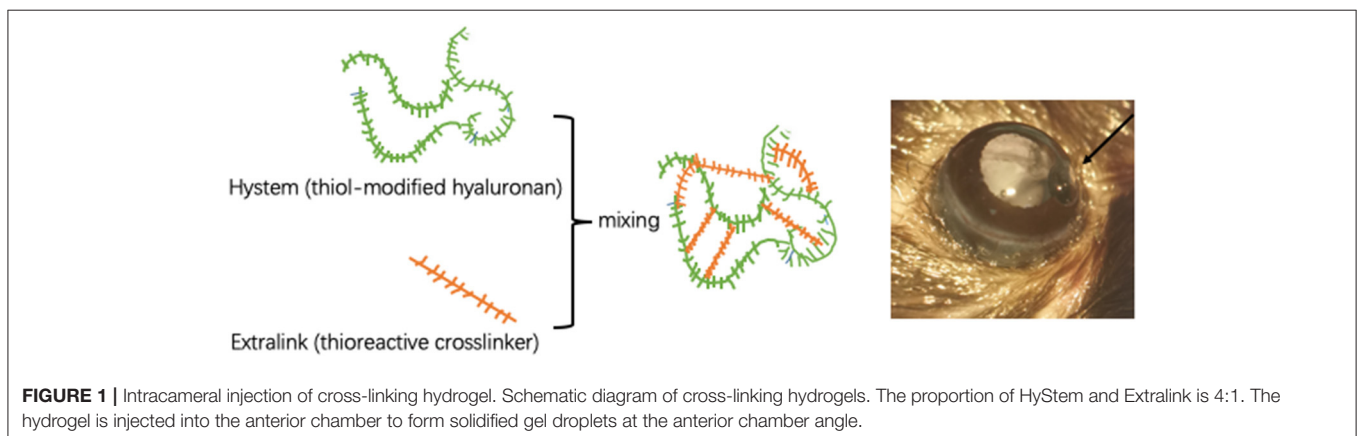 Hystem (thiol-modified hyaluronan)
mixing
Extralink (thioreactive crosslinker)
FIGURE 1 | Intracameral injection of cross-linking hydrogel. Schematic diagram of cross-linking hydrogels. The proportion of HyStem and Extralink is 4:1. The
hydrogel is injected into the anterior chamber to form solidified gel droplets at the anterior chamber angle.